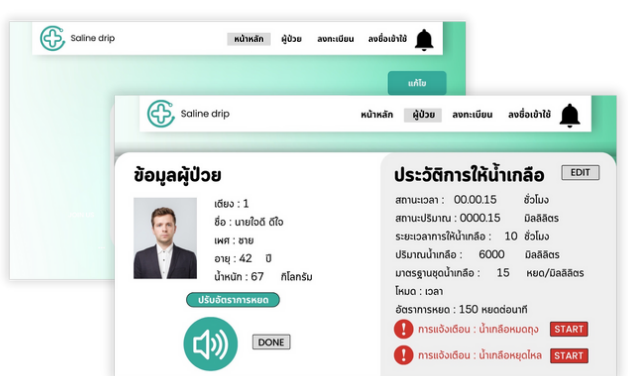 Saline drip
หน้าหลัก ผู้ป่วย ลงทะเบียน ลงชื่อเข้าใช้
แก้ไข
Saline drip
หน้าหลัก ผู้ป่วย ลงทะเบียน ลงชื่อเข้าใช้
ข้อมูลผู้ป่วย
เตียง : 1
ชื่อ : นายใจดี ดีใจ
เพศ : ชาย
อายุ : 42 ปี
น้ำหนัก : 67 กิโลกรัม
ปรับอัตราการหยด
DONE
ประวัติการให้น้ำเกลือ EDIT
สถานะเวลา : 00.00.15 ชั่วโมง
สถานะปริมาณ : 0000.15 มิลลิลิตร
ระยะเวลาการให้น้ำเกลือ : 10 ชั่วโมง
ปริมาณน้ำเกลือ : 6000 มิลลิลิตร
มาตรฐานชุดน้ำเกลือ : 15 หยด/มิลลิลิตร
โหมด : เวลา
อัตราการหยด : 150 หยดต่อนาที
การแจ้งเตือน : น้ำเกลือหมดถุง START
การแจ้งเตือน : น้ำเกลือหยุดไหล START